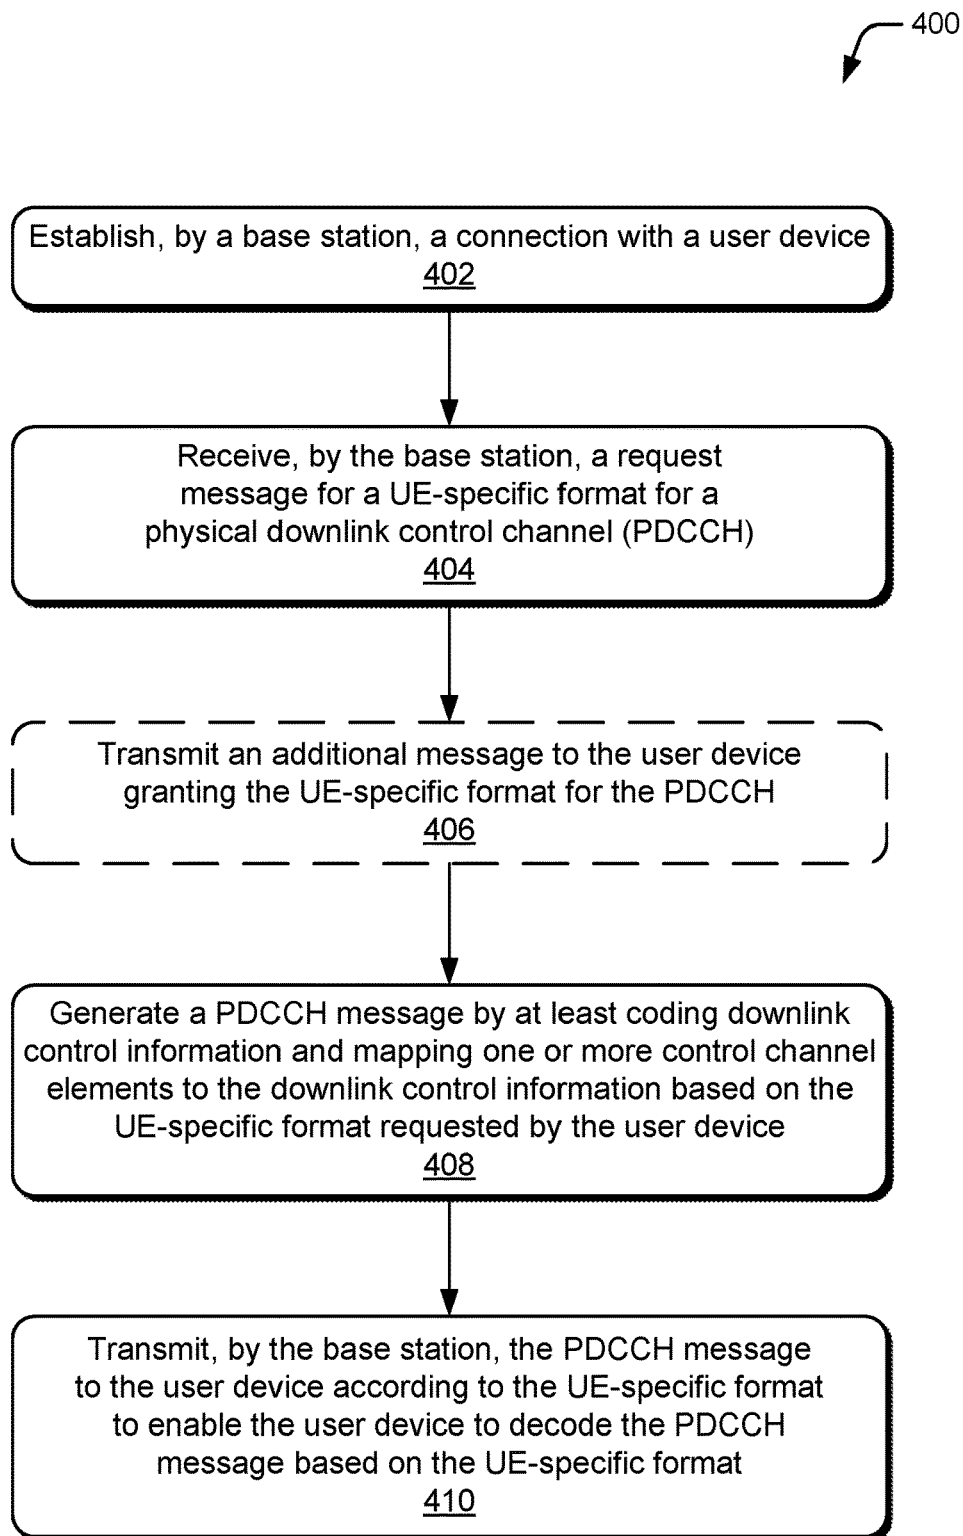 400
Establish, by a base station, a connection with a user device
402
Receive, by the base station, a request
message for a UE-specific format for a
physical downlink control channel (PDCCH)
404
Transmit an additional message to the user device
granting the UE-specific format for the PDCCH
406
Generate a PDCCH message by at least coding downlink
control information and mapping one or more control channel
elements to the downlink control information based on the
UE-specific format requested by the user device
408
Transmit, by the base station, the PDCCH message
to the user device according to the UE-specific format
to enable the user device to decode the PDCCH
message based on the UE-specific format
410